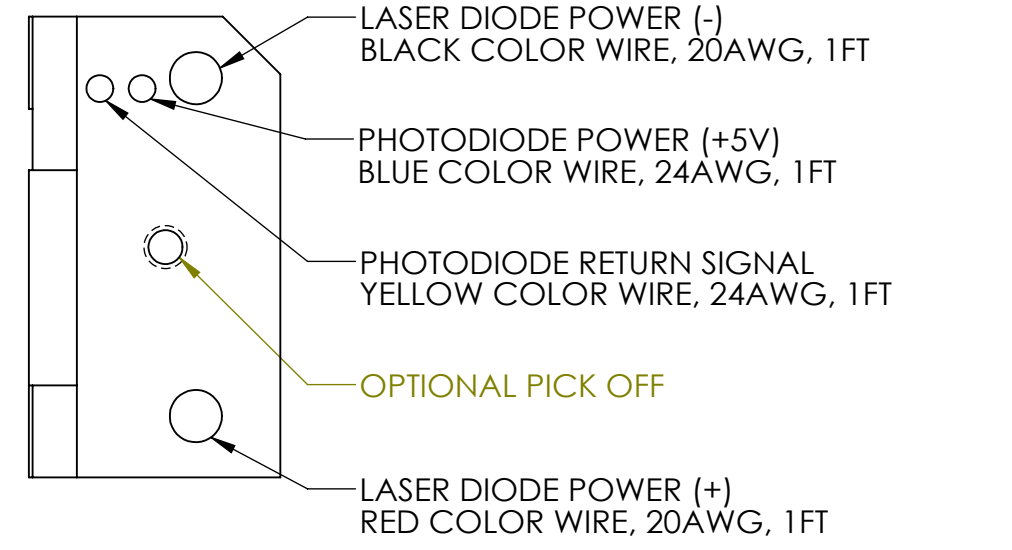 LASER DIODE POWER (-)
BLACK COLOR WIRE, 20AWG, 1FT
PHOTODIODE POWER (+5V)
BLUE COLOR WIRE, 24AWG, 1FT
PHOTODIODE RETURN SIGNAL
YELLOW COLOR WIRE, 24AWG, 1FT
OPTIONAL PICK OFF
LASER DIODE POWER (+)
RED COLOR WIRE, 20AWG, 1FT